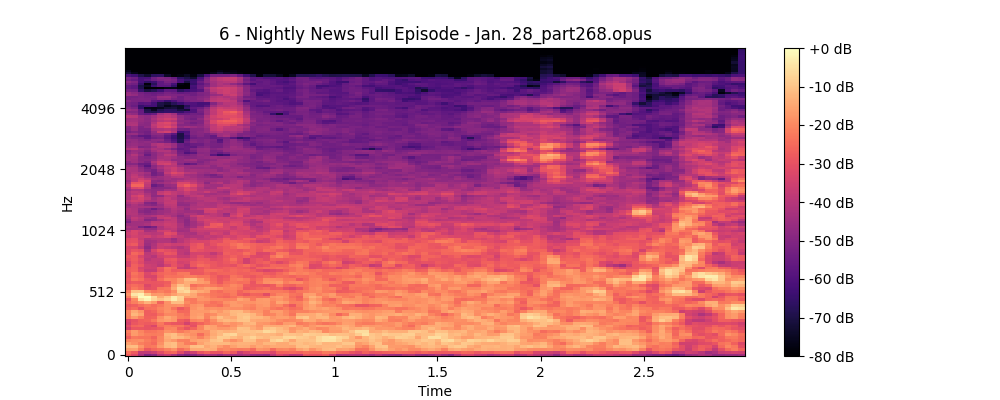 6 - Nightly News Full Episode - Jan. 28_part268.opus
+0 dB
-10 dB
-20 dB
-30 dB
-40 dB
-50 dB
-60 dB
-70 dB
-80 dB
4096
2048
1024
512
0
Hz
0
0.5
1
1.5
2
2.5
Time